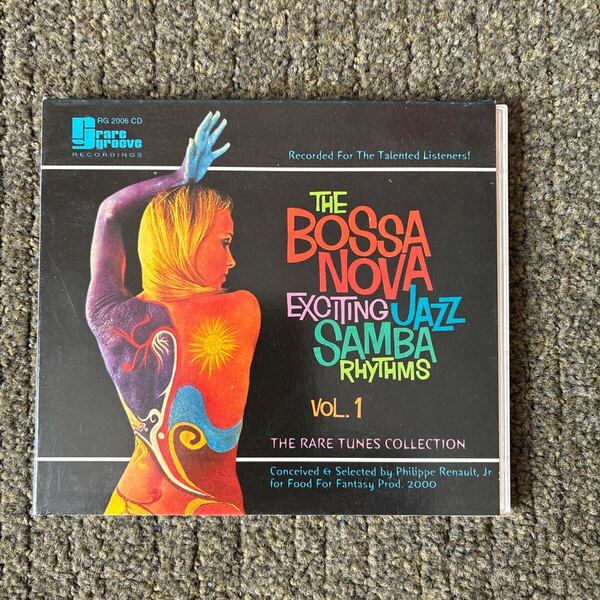 RG 2006 CD
rare
groove
RECORDINGS
Recorded For The Talented Listeners!
THE
BOSSA
NOVA
EXCITING JAZZ
SAMBA
RHYTHMS
VOL. 1
THE RARE TUNES COLLECTION
Conceived & Selected by Philippe Renault, Jr
for Food For Fantasy Prod. 2000